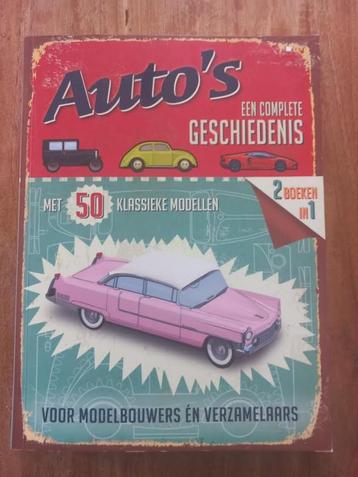 Auto's
EEN COMPLETE
GESCHIEDENIS
MET 50 KLASSIEKE MODELLEN
2 BOEKEN
IN 1
VOOR MODELBOUWERS ÉN VERZAMELAARS